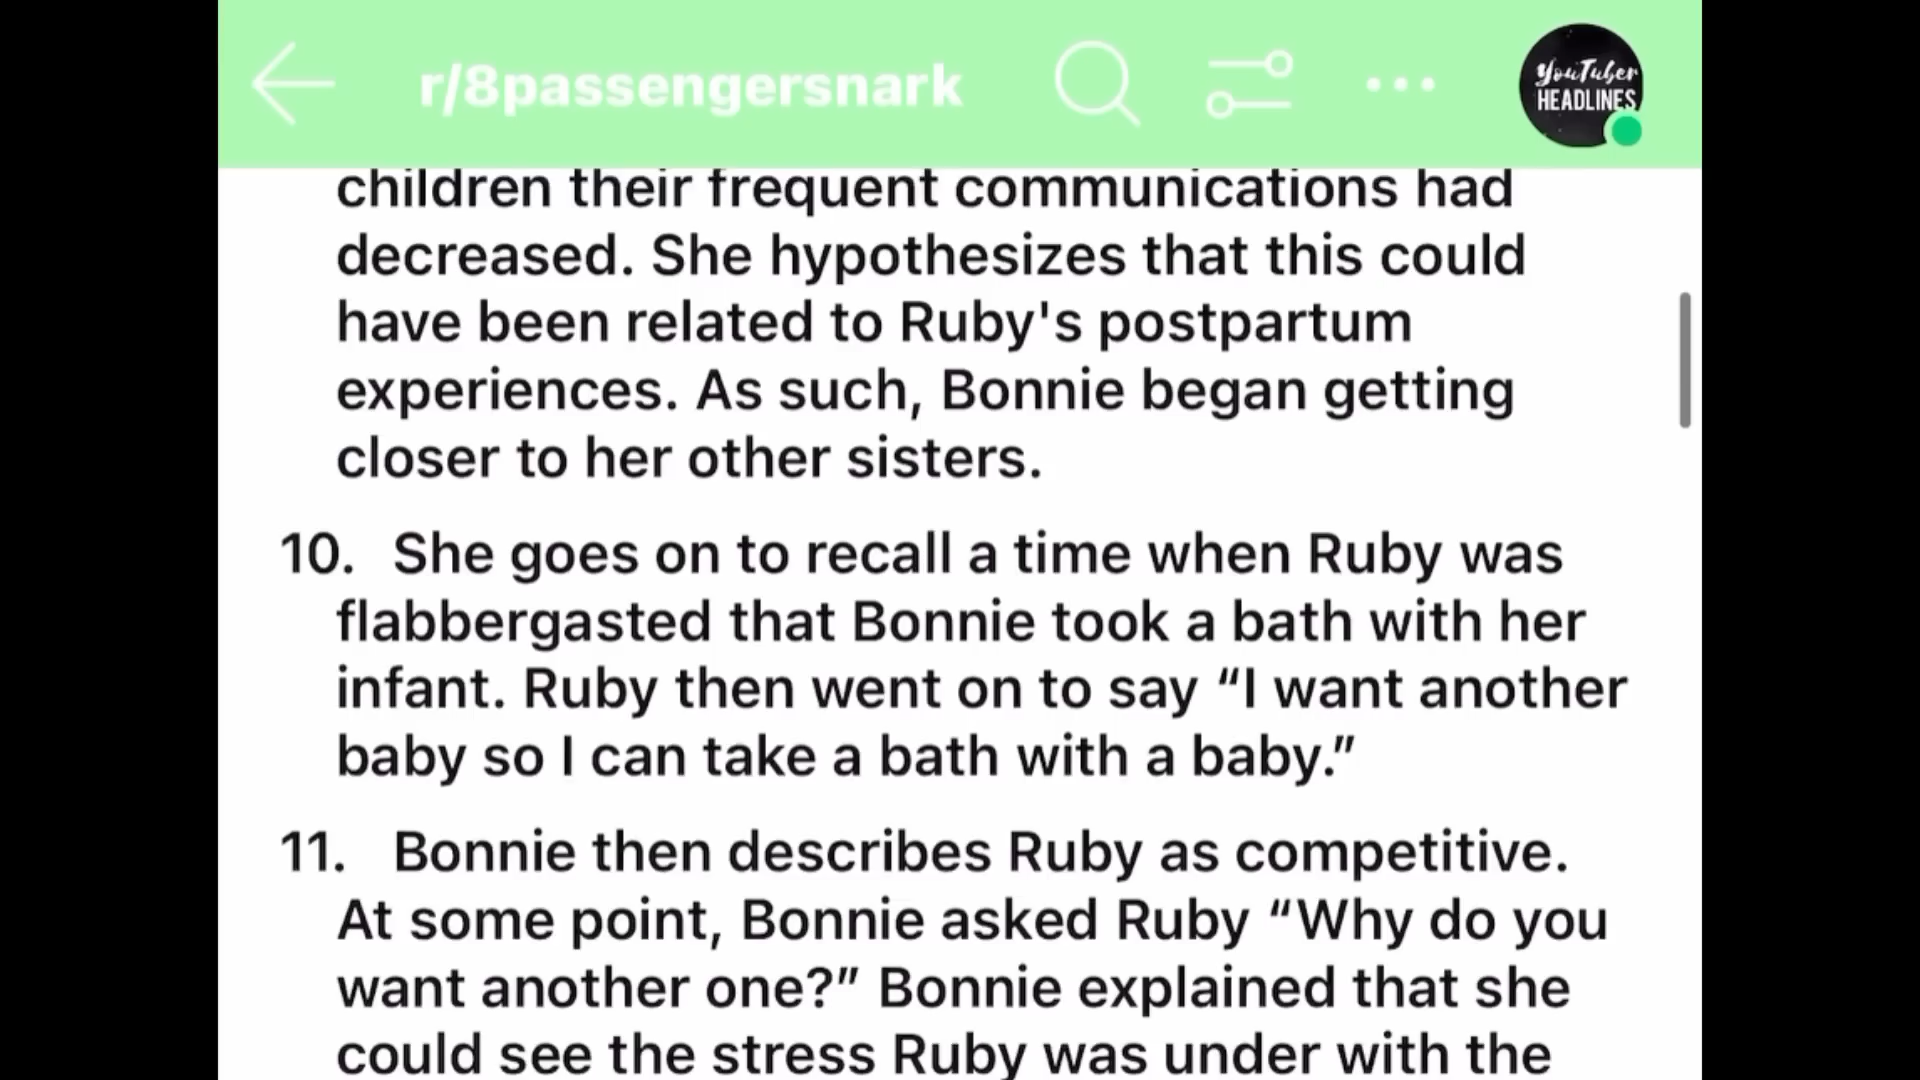 r/8passengersnark
YouTuber
HEADLINES
children their frequent communications had
decreased. She hypothesizes that this could
have been related to Ruby's postpartum
experiences. As such, Bonnie began getting
closer to her other sisters.
10. She goes on to recall a time when Ruby was
flabbergasted that Bonnie took a bath with her
infant. Ruby then went on to say “I want another
baby so I can take a bath with a baby.”
11. Bonnie then describes Ruby as competitive.
At some point, Bonnie asked Ruby “Why do you
want another one?” Bonnie explained that she
could see the stress Ruby was under with the